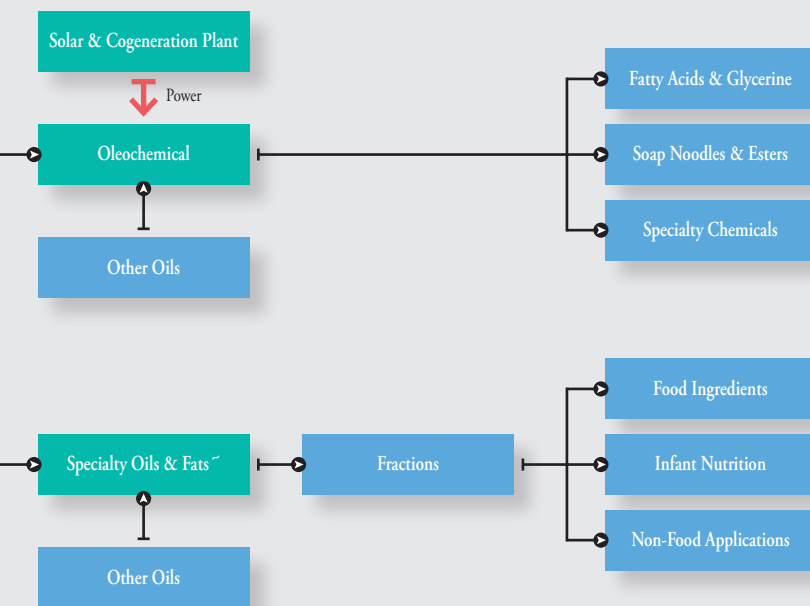 Solar & Cogeneration Plant
Power
Oleochemical
Other Oils
Fatty Acids & Glycerine
Soap Noodles & Esters
Specialty Chemicals
Specialty Oils & Fats ~
Other Oils
Fractions
Food Ingredients
Infant Nutrition
Non-Food Applications